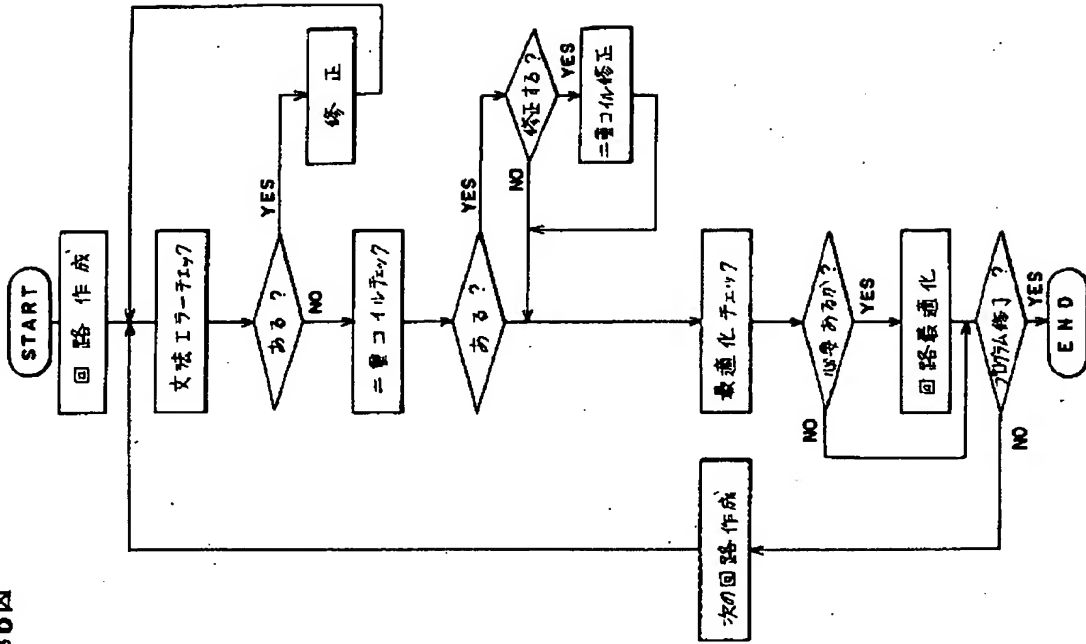 START
回路作成
文法エラーチェック
ある?
YES
修正
NO
二重コイルチェック
ある?
YES
修正する?
NO
YES
二重コイル修正
最適化チェック
必要あるか?
NO
YES
回路最適化
プログラム修了?
NO
YES
次の回路作成
END